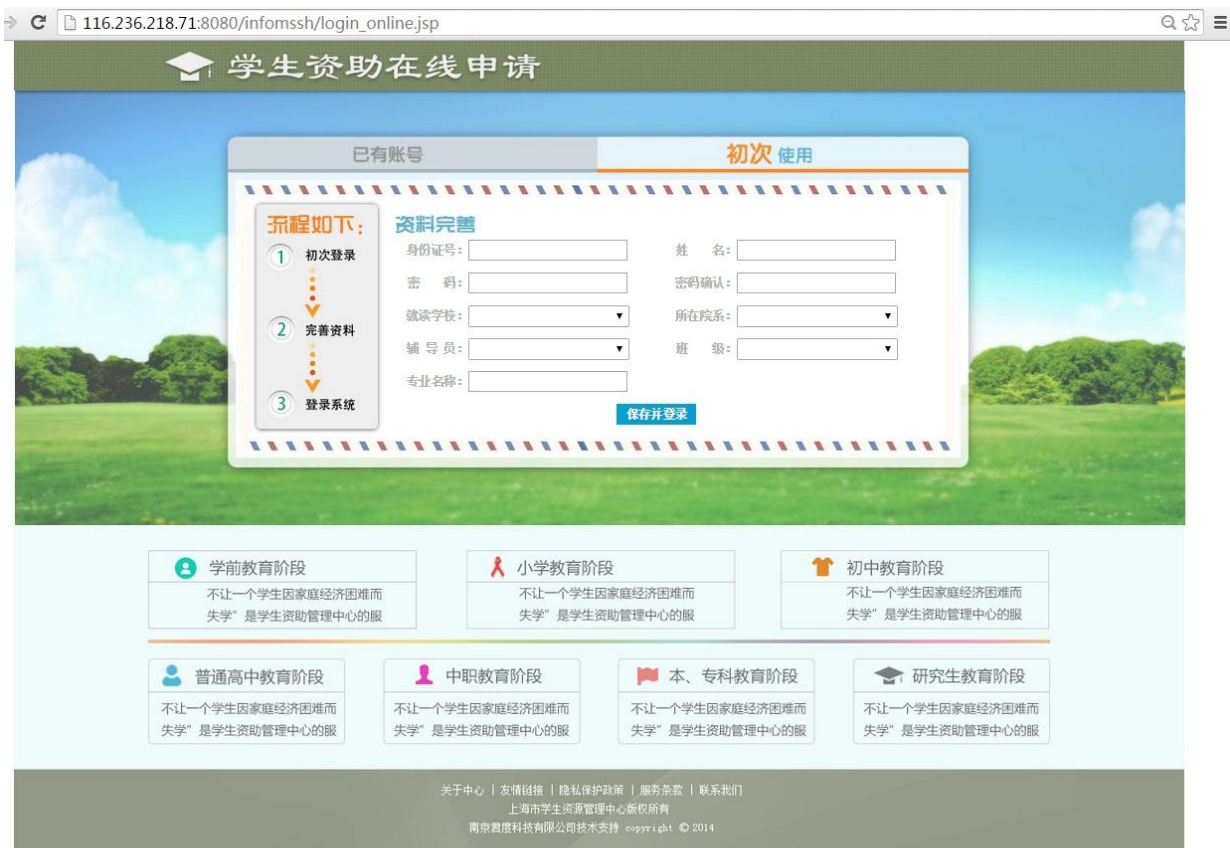 116.236.218.71:8080/infomssh/login_online.jsp
学生资助在线申请
已有账号
初次 使用
流程如下：
1 初次登录
2 完善资料
3 登录系统
资料完善
身份证号：
姓 名：
密 码：
密码确认：
就读学校：
所在院系：
辅 导 员：
班 级：
专业名称：
保存并登录
学前教育阶段
不让一个学生因家庭经济困难而
失学”是学生资助管理中心的服
小学教育阶段
不让一个学生因家庭经济困难而
失学”是学生资助管理中心的服
初中教育阶段
不让一个学生因家庭经济困难而
失学”是学生资助管理中心的服
普通高中教育阶段
不让一个学生因家庭经济困难而
失学”是学生资助管理中心的服
中职教育阶段
不让一个学生因家庭经济困难而
失学”是学生资助管理中心的服
本、专科教育阶段
不让一个学生因家庭经济困难而
失学”是学生资助管理中心的服
研究生教育阶段
不让一个学生因家庭经济困难而
失学”是学生资助管理中心的服
关于中心 | 友情链接 | 隐私保护政策 | 服务条款 | 联系我们
上海市学生资源管理中心版权所有
南京君度科技有限公司技术支持 copyright © 2014